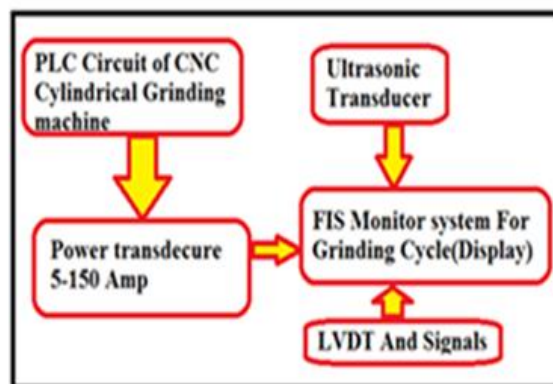 PLC Circuit of CNC
Cylindrical Grinding
machine
Ultrasonic
Transducer
Power transdecure
5-150 Amp
FIS Monitor system For
Grinding Cycle(Display)
LVDT And Signals